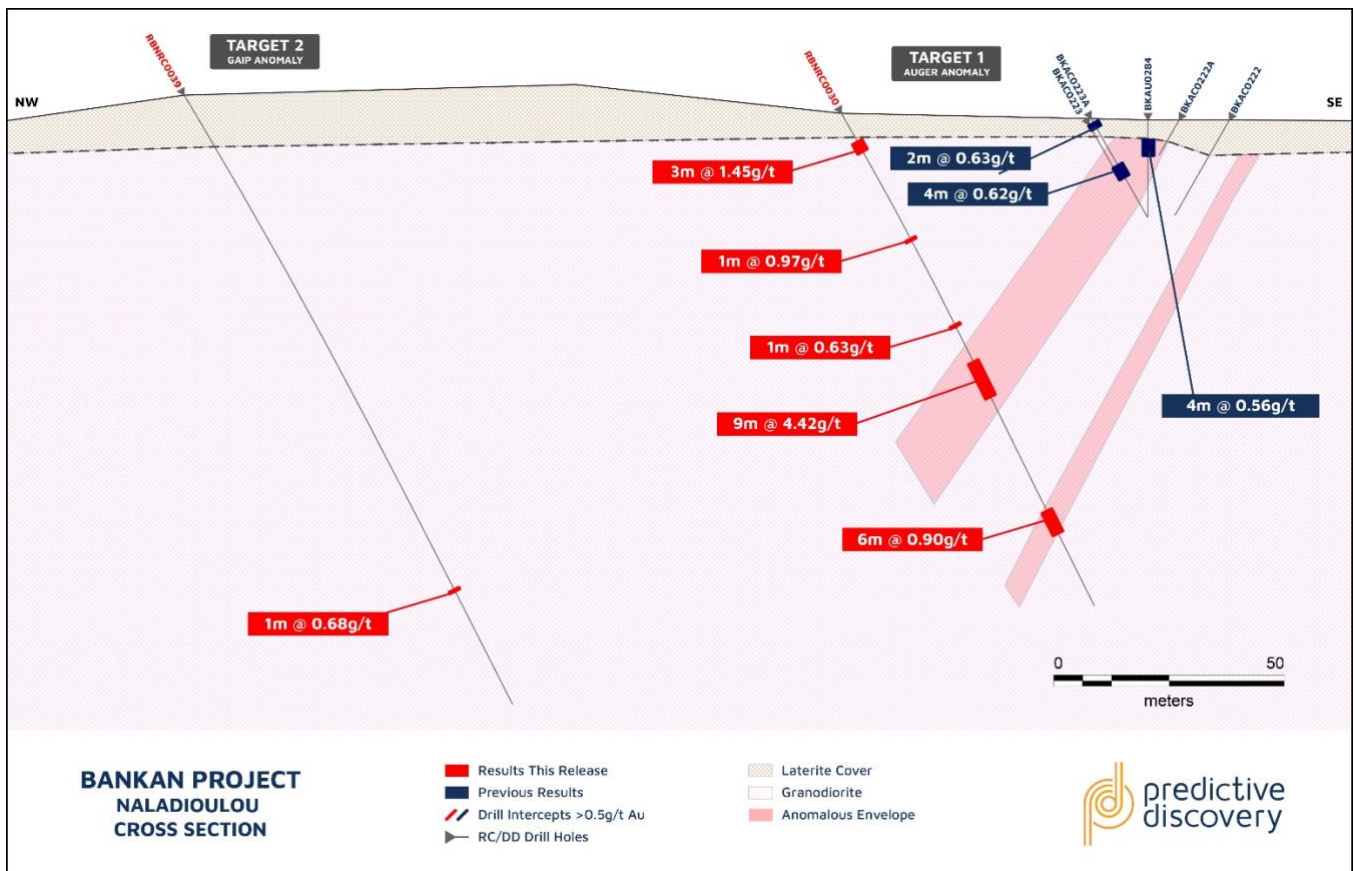 RBNRC0039
TARGET 2
GAIP ANOMALY
RBNRC0030
TARGET 1
AUGER ANOMALY
BKAC0223A
BKAC0223
BKAU0284
BKAC0222A
BKAC0222
NW
SE
3m @ 1.45g/t
2m @ 0.63g/t
4m @ 0.62g/t
1m @ 0.97g/t
1m @ 0.63g/t
9m @ 4.42g/t
4m @ 0.56g/t
6m @ 0.90g/t
1m @ 0.68g/t
0 50
meters
BANKAN PROJECT
NALADIOULOU
CROSS SECTION
Results This Release
Previous Results
Drill Intercepts >0.5g/t Au
RC/DD Drill Holes
Laterite Cover
Granodiorite
Anomalous Envelope
predictive
discovery